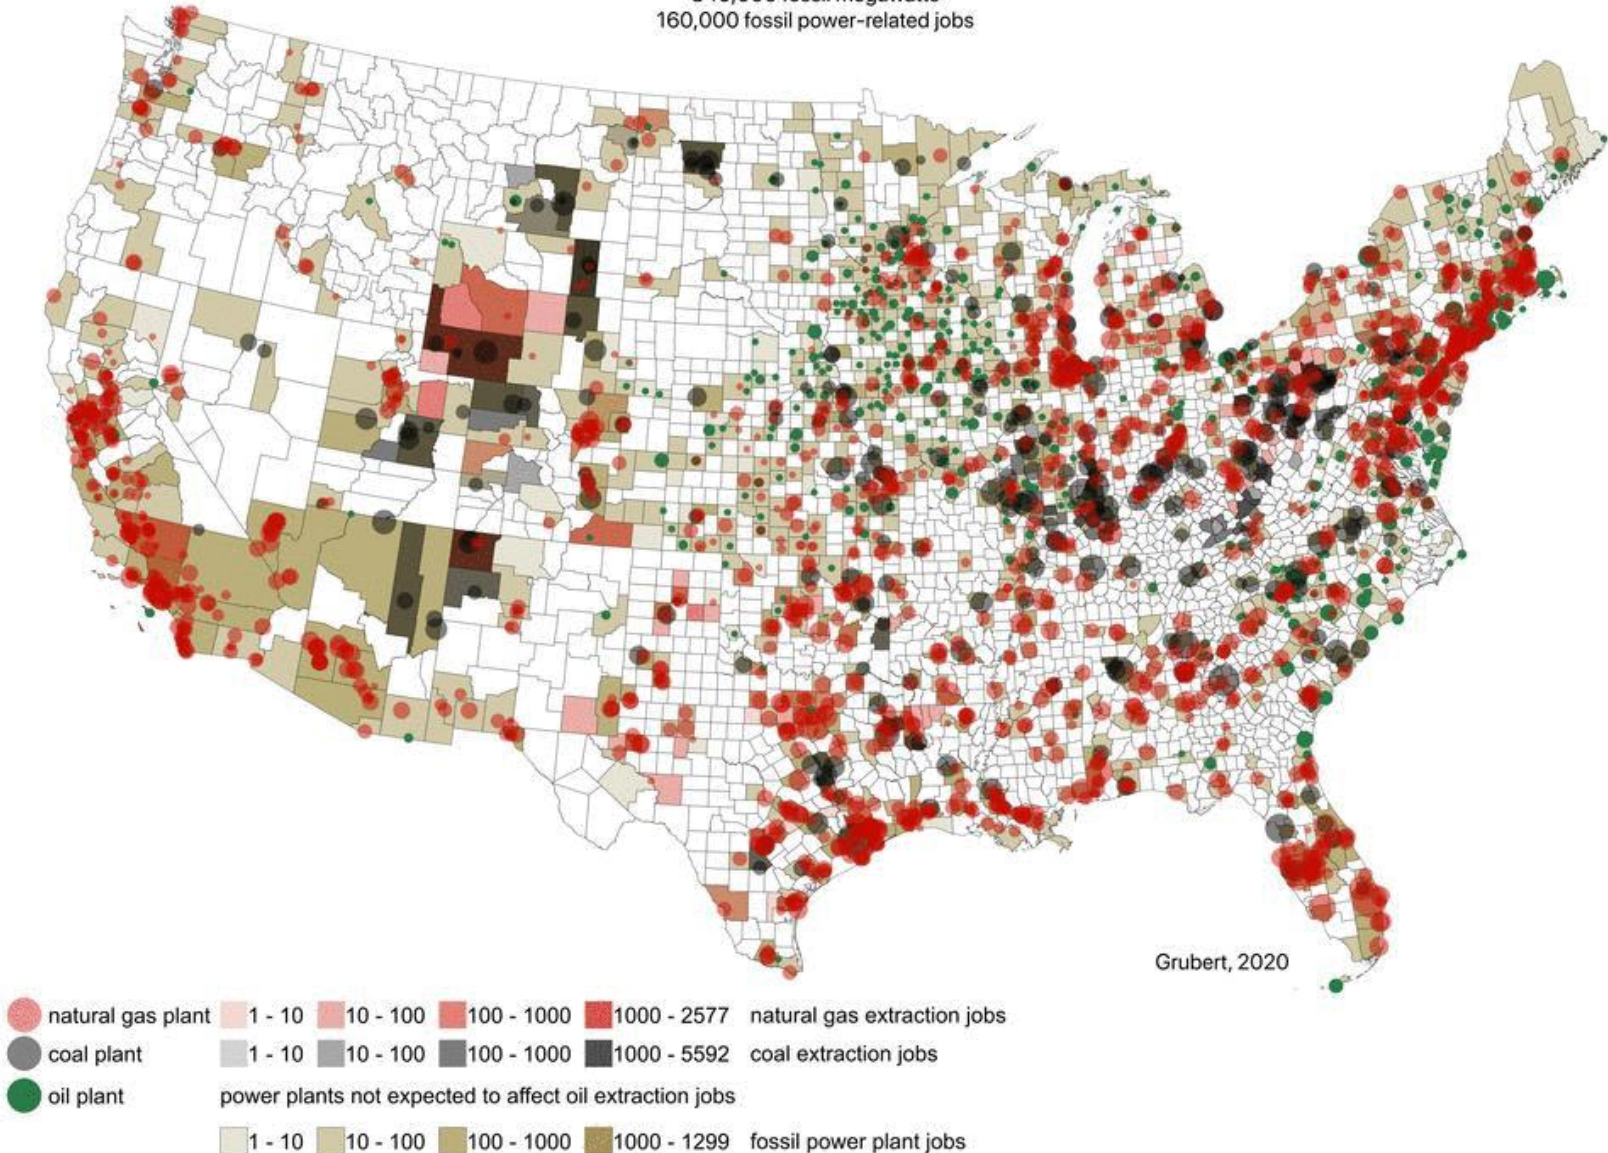 160,000 fossil power-related jobs
Grubert, 2020
natural gas plant 1 - 10 10 - 100 100 - 1000 1000 - 2577 natural gas extraction jobs
coal plant 1 - 10 10 - 100 100 - 1000 1000 - 5592 coal extraction jobs
oil plant power plants not expected to affect oil extraction jobs
1 - 10 10 - 100 100 - 1000 1000 - 1299 fossil power plant jobs